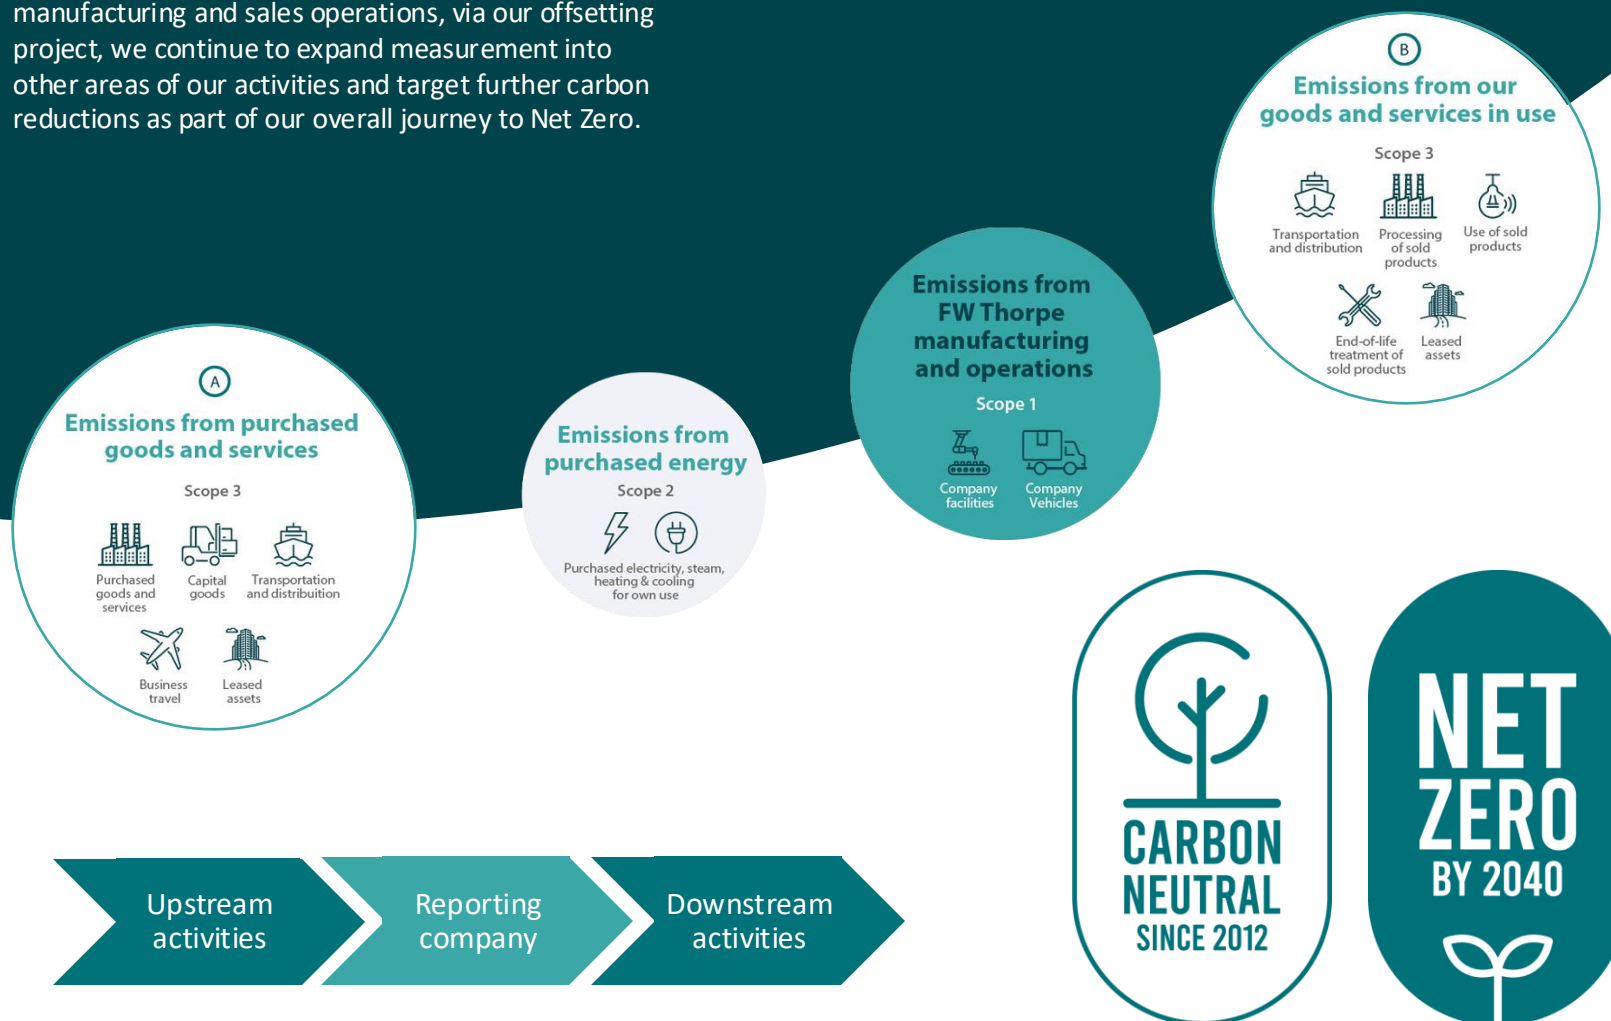 manufacturing and sales operations, via our offsetting
project, we continue to expand measurement into
other areas of our activities and target further carbon
reductions as part of our overall journey to Net Zero.
A
Emissions from purchased
goods and services
Scope 3
Purchased
goods and
services
Capital
goods
Transportation
and distribuition
Business
travel
Leased
assets
Emissions from
purchased energy
Scope 2
Purchased electricity, steam,
heating & cooling
for own use
Emissions from
FW Thorpe
manufacturing
and operations
Scope 1
Company
facilities
Company
Vehicles
B
Emissions from our
goods and services in use
Scope 3
Transportation
and distribution
Processing
of sold
products
Use of sold
products
End-of-life
treatment of
sold products
Leased
assets
Upstream
activities
Reporting
company
Downstream
activities
CARBON
NEUTRAL
SINCE 2012
NET
ZERO
BY 2040